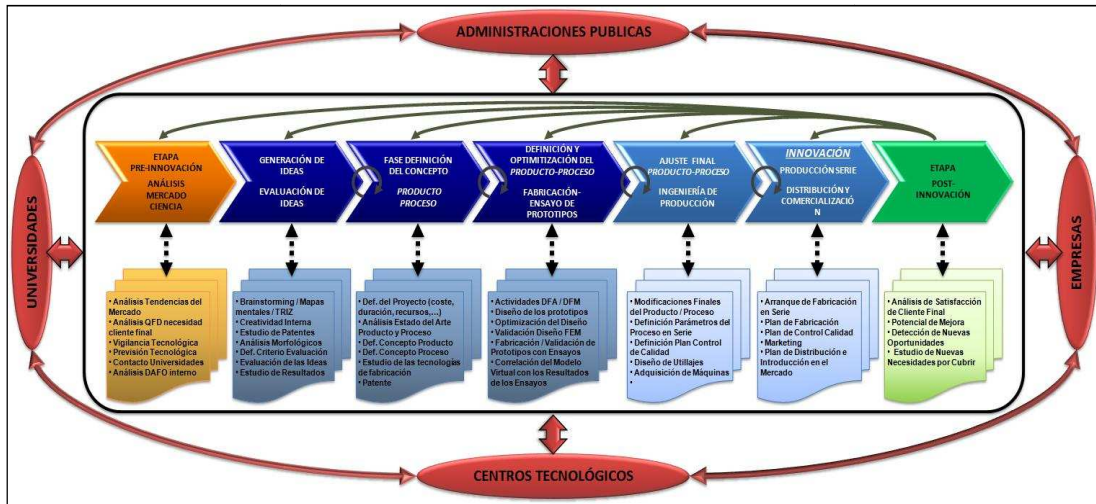 ADMINISTRACIONES PUBLICAS
UNIVERSIDADES
EMPRESAS
CENTROS TECNOLÓGICOS
ETAPA
PRE-INNOVACIÓN
ANÁLISIS
MERCADO
CIENCIA
GENERACIÓN DE
IDEAS
EVALUACIÓN DE
IDEAS
FASE DEFINICIÓN
DEL CONCEPTO
PRODUCTO
PROCESO
DEFINICIÓN Y
OPTIMITIZACIÓN DEL
PRODUCTO-PROCESO
FABRICACIÓN-
ENSAYO DE
PROTOTIPOS
AJUSTE FINAL
PRODUCTO-PROCESO
INGENIERÍA DE
PRODUCCIÓN
INNOVACIÓN
PRODUCCIÓN SERIE
DISTRIBUCIÓN Y
COMERCIALIZACIÓ
N
ETAPA
POST-
INNOVACIÓN
• Análisis Tendencias del
Mercado
• Análisis QFD necesidad
cliente final
• Vigilancia Tecnológica
• Previsión Tecnológica
• Contacto Universidades
• Análisis DAFO interno
• Brainstorming / Mapas
mentales / TRIZ
• Creatividad Interna
• Estudio de Patentes
• Análisis Morfológicos
• Def. Criterio Evaluación
• Evaluación de las Ideas
• Estudio de Resultados
• Def. del Proyecto (coste,
duración, recursos,...)
• Análisis Estado del Arte
Producto y Proceso
• Def. Concepto Producto
• Def. Concepto Proceso
• Estudio de las tecnologías
de fabricación
• Patente
• Actividades DFA / DFM
• Diseño de los prototipos
• Optimización del Diseño
• Validación Diseño FEM
• Fabricación / Validación de
Prototipos con Ensayos
• Correlación del Modelo
Virtual con los Resultados
de los Ensayos
• Modificaciones Finales
del Producto / Proceso
• Definición Parámetros del
Proceso en Serie
• Definición Plan Control
de Calidad
• Diseño de Utillajes
• Adquisición de Máquinas
•
• Arranque de Fabricación
en Serie
• Plan de Fabricación
• Plan de Control Calidad
• Marketing
• Plan de Distribución e
Introducción en el
Mercado
• Análisis de Satisfacción
de Cliente Final
• Potencial de Mejora
• Detección de Nuevas
Oportunidades
• Estudio de Nuevas
Necesidades por Cubrir